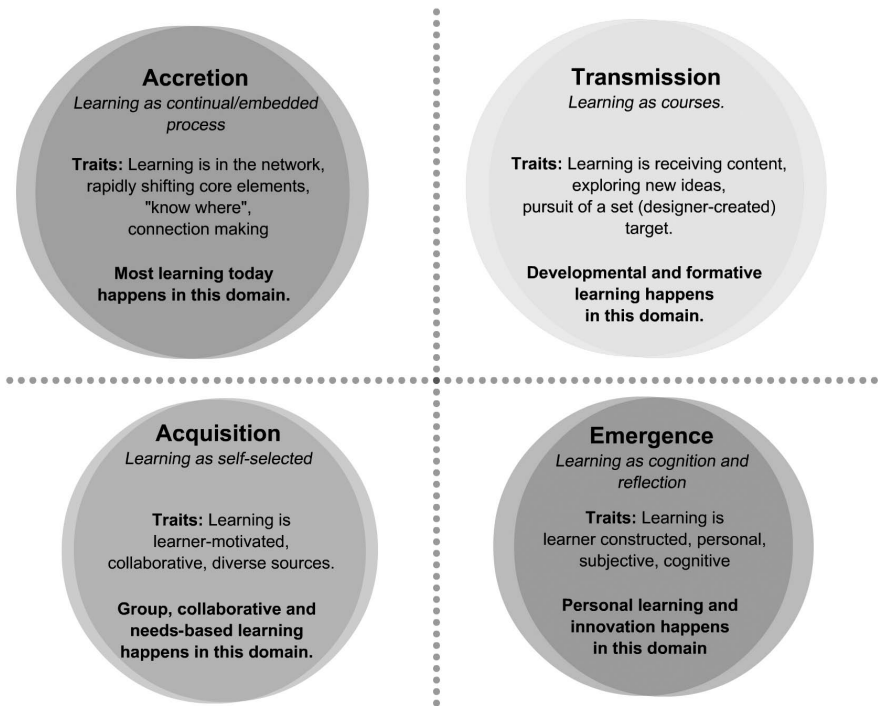 Accretion
Learning as continual/embedded
process
Traits: Learning is in the network,
rapidly shifting core elements,
"know where",
connection making
Most learning today
happens in this domain.
Transmission
Learning as courses.
Traits: Learning is receiving content,
exploring new ideas,
pursuit of a set (designer-created)
target.
Developmental and formative
learning happens
in this domain.
Acquisition
Learning as self-selected
Traits: Learning is
learner-motivated,
collaborative, diverse sources.
Group, collaborative and
needs-based learning
happens in this domain.
Emergence
Learning as cognition and
reflection
Traits: Learning is
learner constructed, personal,
subjective, cognitive
Personal learning and
innovation happens
in this domain